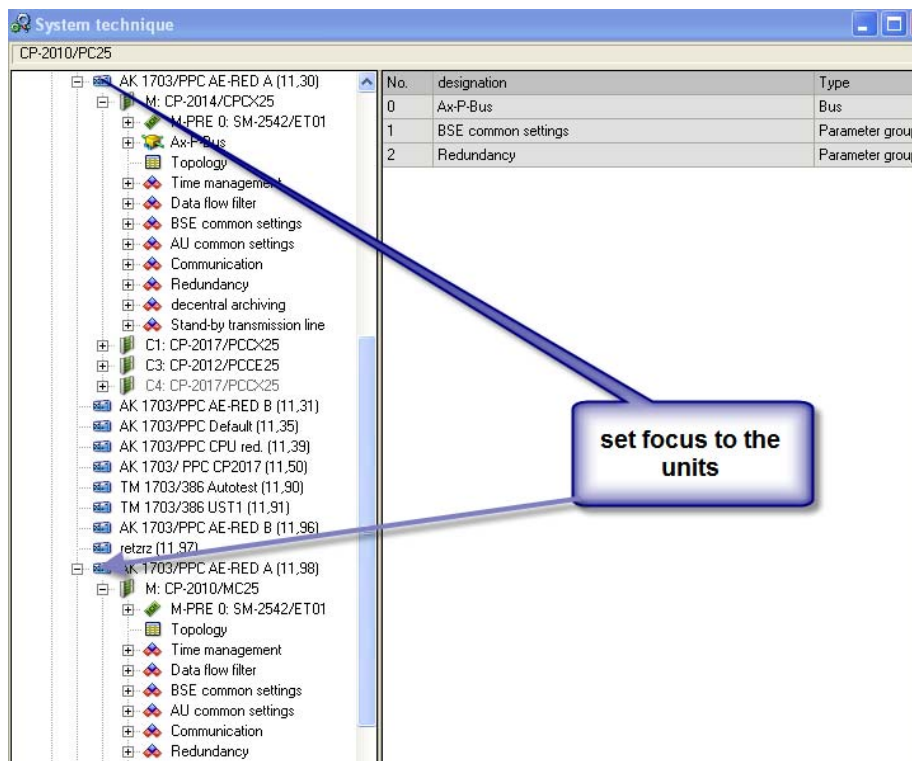 System technique
CP-2010/PC25
AK 1703/PPC AE-RED A (11,30)
M: CP-2014/CPCX25
M-PRE 0: SM-2542/ET01
Ax-P-Bus
Topology
Time management
Data flow filter
BSE common settings
AU common settings
Communication
Redundancy
decentral archiving
Stand-by transmission line
C1: CP-2017/PCCX25
C3: CP-2012/PCCE25
C4: CP-2017/PCCX25
AK 1703/PPC AE-RED B (11,31)
AK 1703/PPC Default (11,35)
AK 1703/PPC CPU red. (11,39)
AK 1703/ PPC CP2017 (11,50)
TM 1703/386 Autotest (11,90)
TM 1703/386 UST1 (11,91)
AK 1703/PPC AE-RED B (11,96)
retzrz (11,97)
AK 1703/PPC AE-RED A (11,98)
M: CP-2010/MC25
M-PRE 0: SM-2542/ET01
Topology
Time management
Data flow filter
BSE common settings
AU common settings
Communication
Redundancy
No. designation Type
0 Ax-P-Bus Bus
1 BSE common settings Parameter group
2 Redundancy Parameter group
set focus to the
units